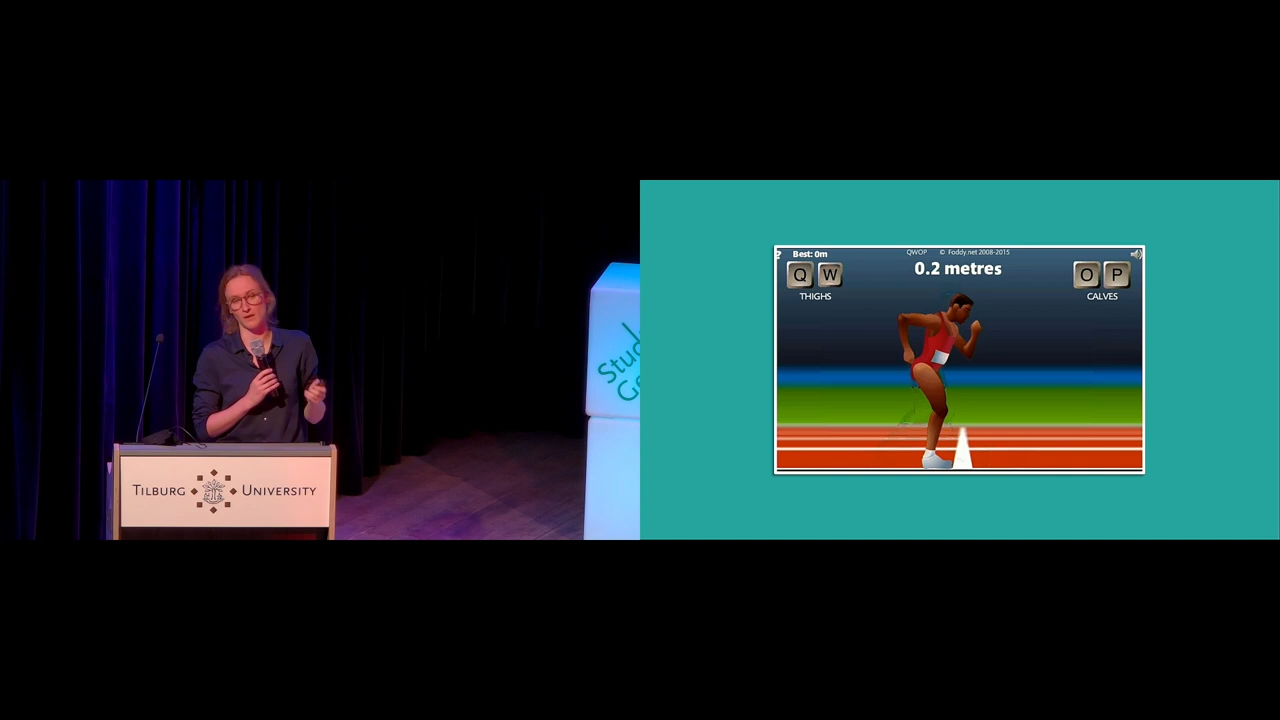 TILBURG UNIVERSITY
?
Best: 0m
QWOP © Foddy.net 2008-2015
0.2 metres
Q W
THIGHS
O P
CALVES